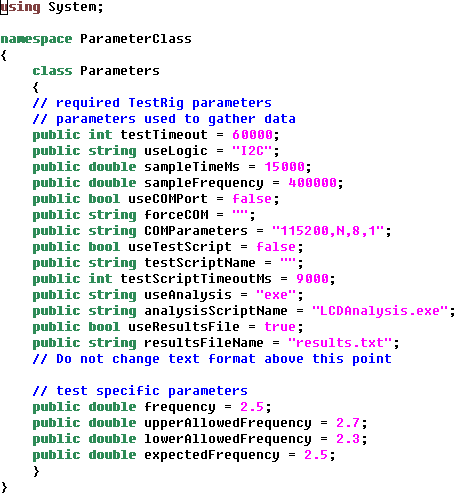 using System;

namespace ParameterClass
{
    class Parameters
    {
    // required TestRig parameters
    // parameters used to gather data
    public int testTimeout = 60000;
    public string useLogic = "I2C";
    public double sampleTimeMs = 15000;
    public double sampleFrequency = 400000;
    public bool useCOMPort = false;
    public string forceCOM = "";
    public string COMParameters = "115200,N,8,1";
    public bool useTestScript = false;
    public string testScriptName = "";
    public int testScriptTimeoutMs = 9000;
    public string useAnalysis = "exe";
    public string analysisScriptName = "LCDAnalysis.exe";
    public bool useResultsFile = true;
    public string resultsFileName = "results.txt";
    // Do not change text format above this point

    // test specific parameters
    public double frequency = 2.5;
    public double upperAllowedFrequency = 2.7;
    public double lowerAllowedFrequency = 2.3;
    public double expectedFrequency = 2.5;
    }
}